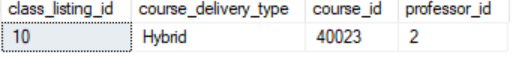 class_listing_id course_delivery_type course_id professor_id
10 Hybrid 40023 2